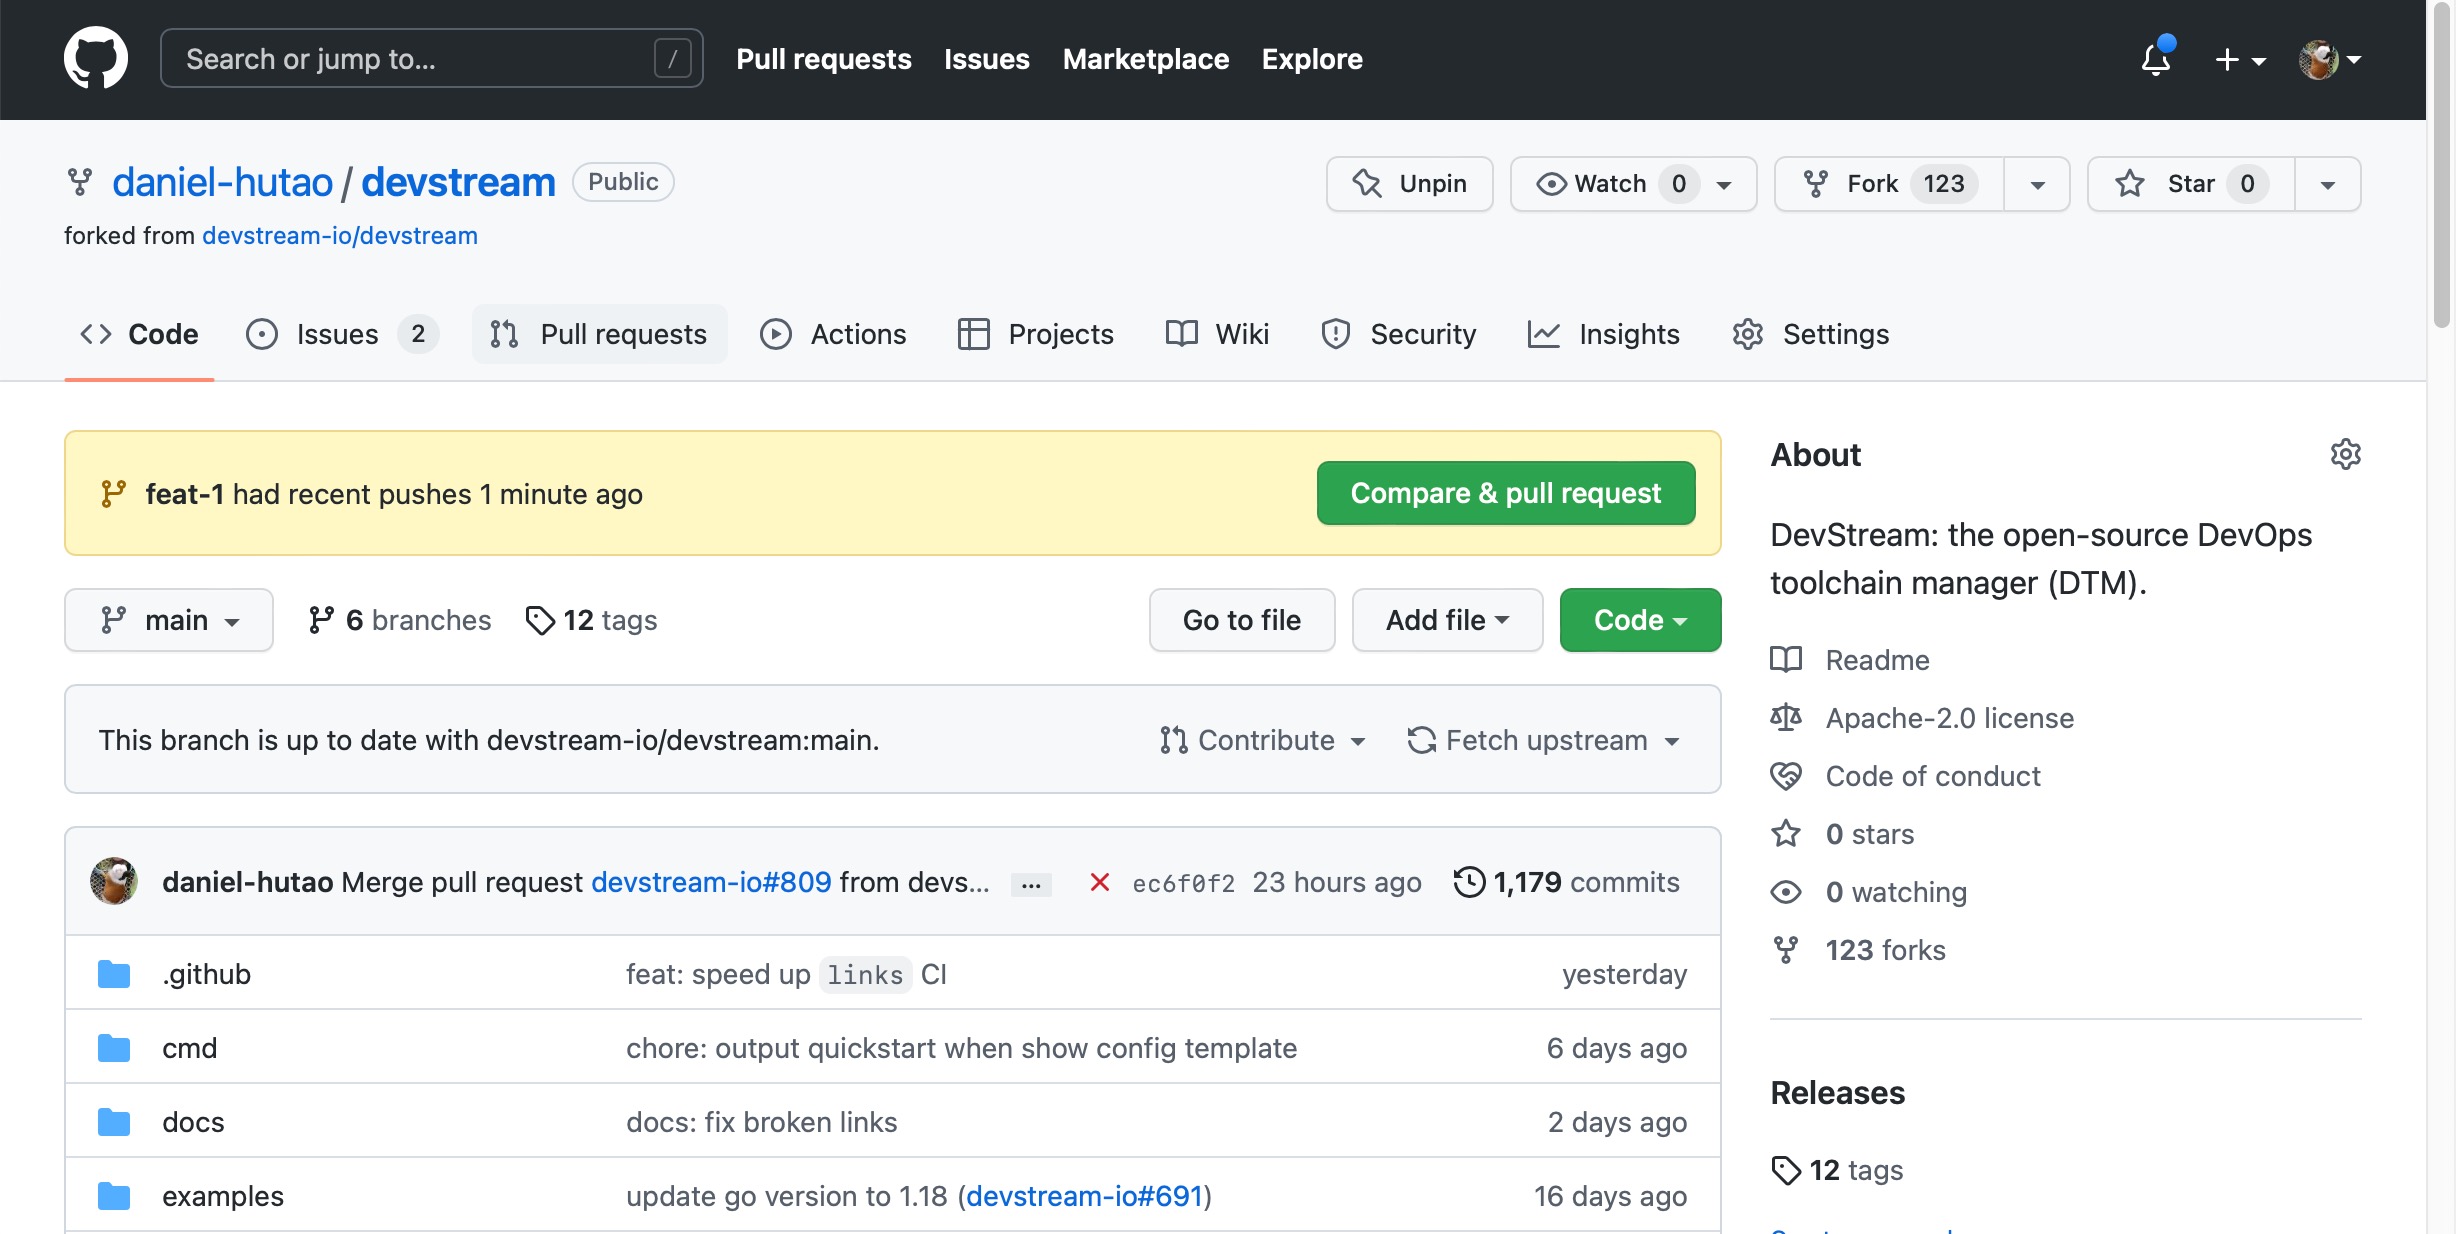 Search or jump to... / Pull requests Issues Marketplace Explore
daniel-hutao / devstream Public Unpin Watch 0 Fork 123 Star 0
forked from devstream-io/devstream
Code Issues 2 Pull requests Actions Projects Wiki Security Insights Settings
feat-1 had recent pushes 1 minute ago Compare & pull request
main 6 branches 12 tags Go to file Add file Code
This branch is up to date with devstream-io/devstream:main. Contribute Fetch upstream
daniel-hutao Merge pull request devstream-io#809 from devs... ... ec6f0f2 23 hours ago 1,179 commits
.github feat: speed up links CI yesterday
cmd chore: output quickstart when show config template 6 days ago
docs docs: fix broken links 2 days ago
examples update go version to 1.18 (devstream-io#691) 16 days ago
About
DevStream: the open-source DevOps
toolchain manager (DTM).
Readme
Apache-2.0 license
Code of conduct
0 stars
0 watching
123 forks
Releases
12 tags